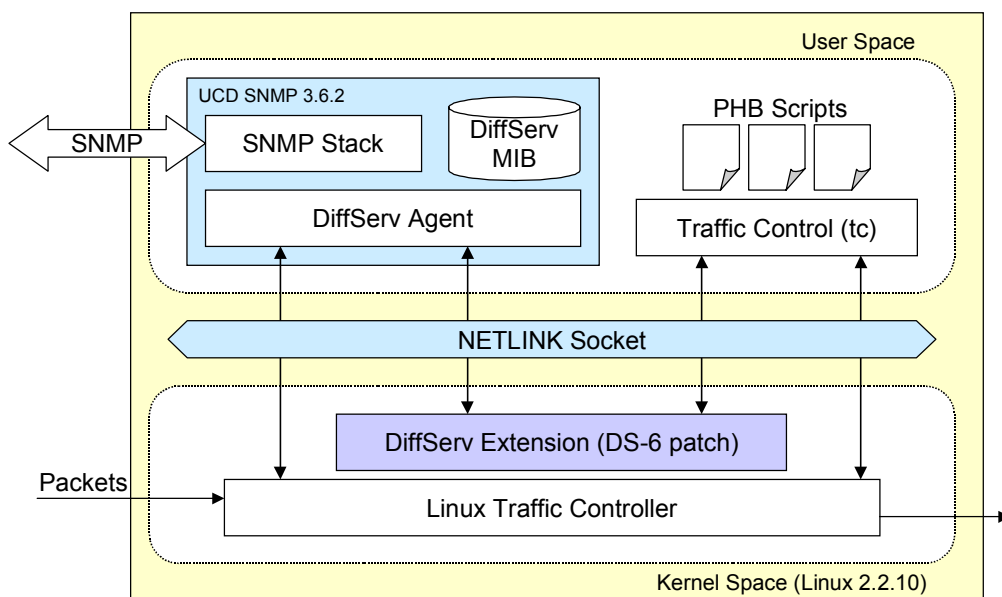 User Space
UCD SNMP 3.6.2
SNMP
SNMP Stack
DiffServ
MIB
DiffServ Agent
PHB Scripts
Traffic Control (tc)
NETLINK Socket
DiffServ Extension (DS-6 patch)
Packets
Linux Traffic Controller
Kernel Space (Linux 2.2.10)